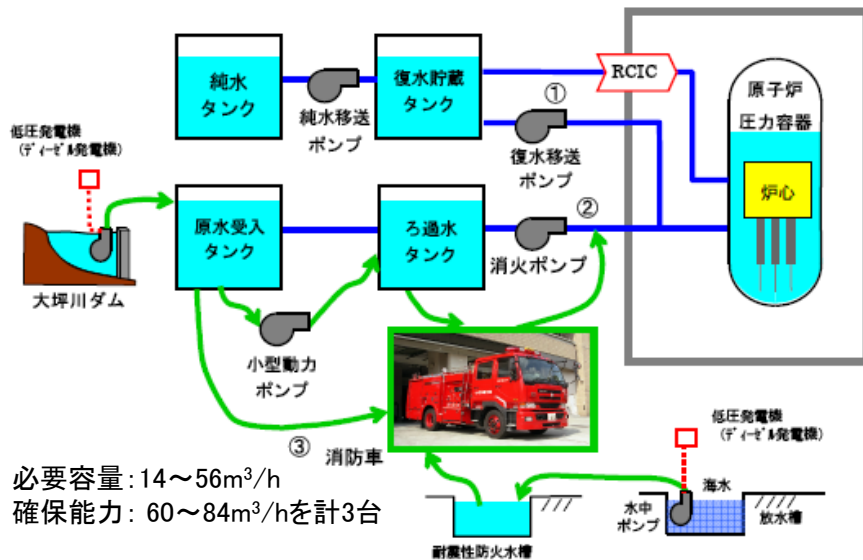 純水
タンク
純水移送
ポンプ
復水貯蔵
タンク
①
復水移送
ポンプ
RCIC
原子炉
圧力容器
炉心
低圧発電機
(ディーゼル発電機)
大坪川ダム
原水受入
タンク
ろ過水
タンク
②
消火ポンプ
小型動力
ポンプ
③
消防車
低圧発電機
(ディーゼル発電機)
海水
水中
ポンプ
放水槽
耐震性防火水槽
必要容量:14～56m³/h
確保能力: 60～84m³/hを計3台